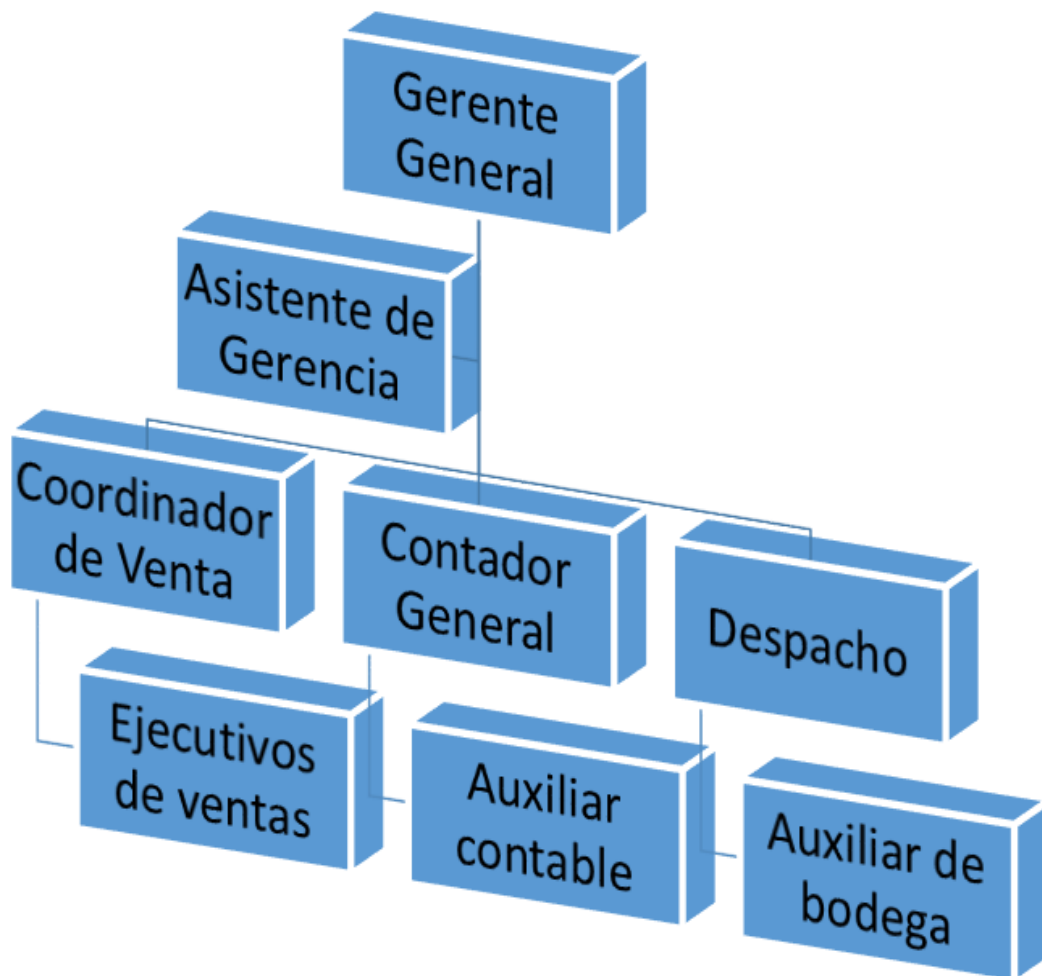 Gerente
General
Asistente de
Gerencia
Coordinador
de Venta
Contador
General
Despacho
Ejecutivos
de ventas
Auxiliar
contable
Auxiliar de
bodega